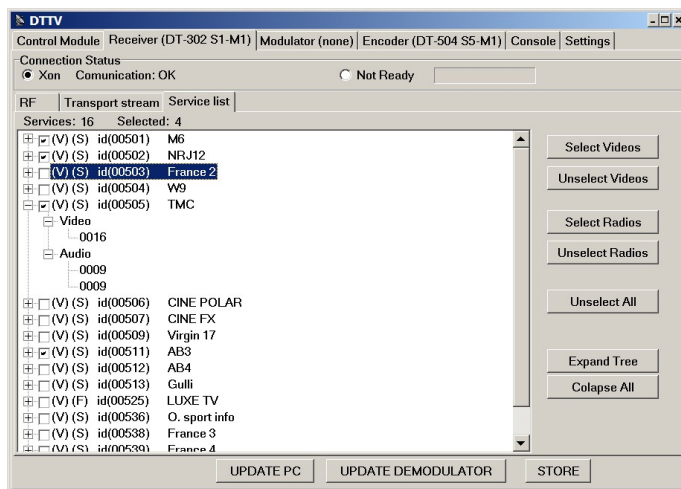 DTTV
Control Module Receiver (DT-302 S1-M1) Modulator (none) Encoder (DT-504 S5-M1) Console Settings
Connection Status
Xon Comunication: OK Not Ready
RF Transport stream Service list
Services: 16 Selected: 4
(V) (S) id(00501) M6
(V) (S) id(00502) NRJ12
(V) (S) id(00503) France 2
(V) (S) id(00504) W9
(V) (S) id(00505) TMC
Video
0016
Audio
0009
0009
(V) (S) id(00506) CINE POLAR
(V) (S) id(00507) CINE FX
(V) (S) id(00509) Virgin 17
(V) (S) id(00511) AB3
(V) (S) id(00512) AB4
(V) (S) id(00513) Gulli
(V) (F) id(00525) LUXE TV
(V) (S) id(00536) O. sport info
(V) (S) id(00538) France 3
(V) (S) id(00539) France 4
Select Videos
Unselect Videos
Select Radios
Unselect Radios
Unselect All
Expand Tree
Colapse All
UPDATE PC UPDATE DEMODULATOR STORE